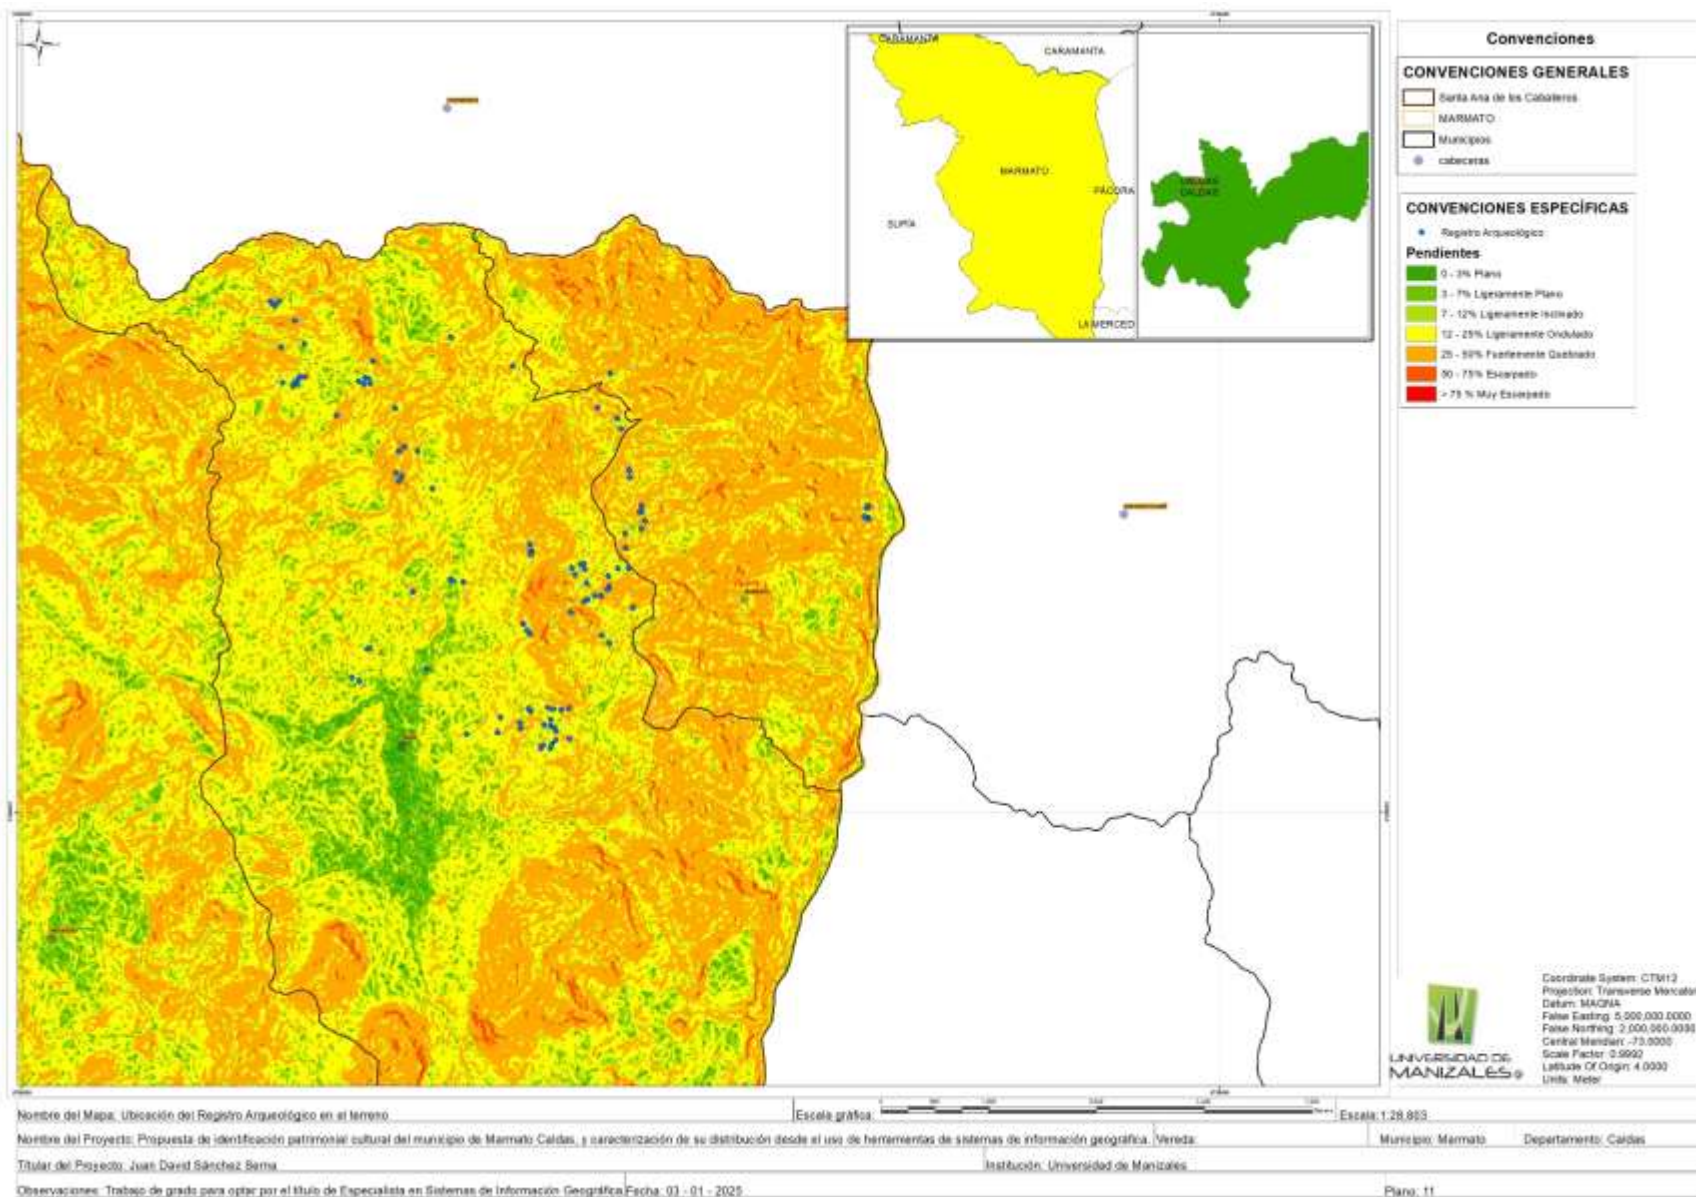 CARAMANTA
CARAMANTA
MARMATO
PÁCORA
SUPÍA
LA MERCED
CALDAS
Convenciones
CONVENCIONES GENERALES
Santa Ana de los Caballeros
MARMATO
Municipios
cabeceras
CONVENCIONES ESPECÍFICAS
Registro Arqueológico
Pendientes
0 - 3% Plano
3 - 7% Ligeramente Plano
7 - 12% Ligeramente Inclinado
12 - 25% Ligeramente Ondulado
25 - 50% Fuertemente Quebrado
50 - 75% Escarpado
> 75 % Muy Escarpado
UNIVERSIDAD DE
MANIZALES
Coordinate System: CTM12
Projection: Transverse Mercator
Datum: MAGNA
False Easting: 5,000,000.0000
False Northing: 2,000,000.0000
Central Meridian: -73.0000
Scale Factor: 0.9992
Latitude Of Origin: 4.0000
Units: Meter
Nombre del Mapa: Ubicación del Registro Arqueológico en el terreno
Escala gráfica:
Escala: 1:28.803
Nombre del Proyecto: Propuesta de identificación patrimonial cultural del municipio de Marmato Caldas, y caracterización de su distribución desde el uso de herramientas de sistemas de información geográfica.
Vereda:
Municipio: Marmato
Departamento: Caldas
Titular del Proyecto: Juan David Sánchez Serna
Institución: Universidad de Manizales
Observaciones: Trabajo de grado para optar por el título de Especialista en Sistemas de Información Geográfica
Fecha: 03 - 01 - 2025
Plano: 11